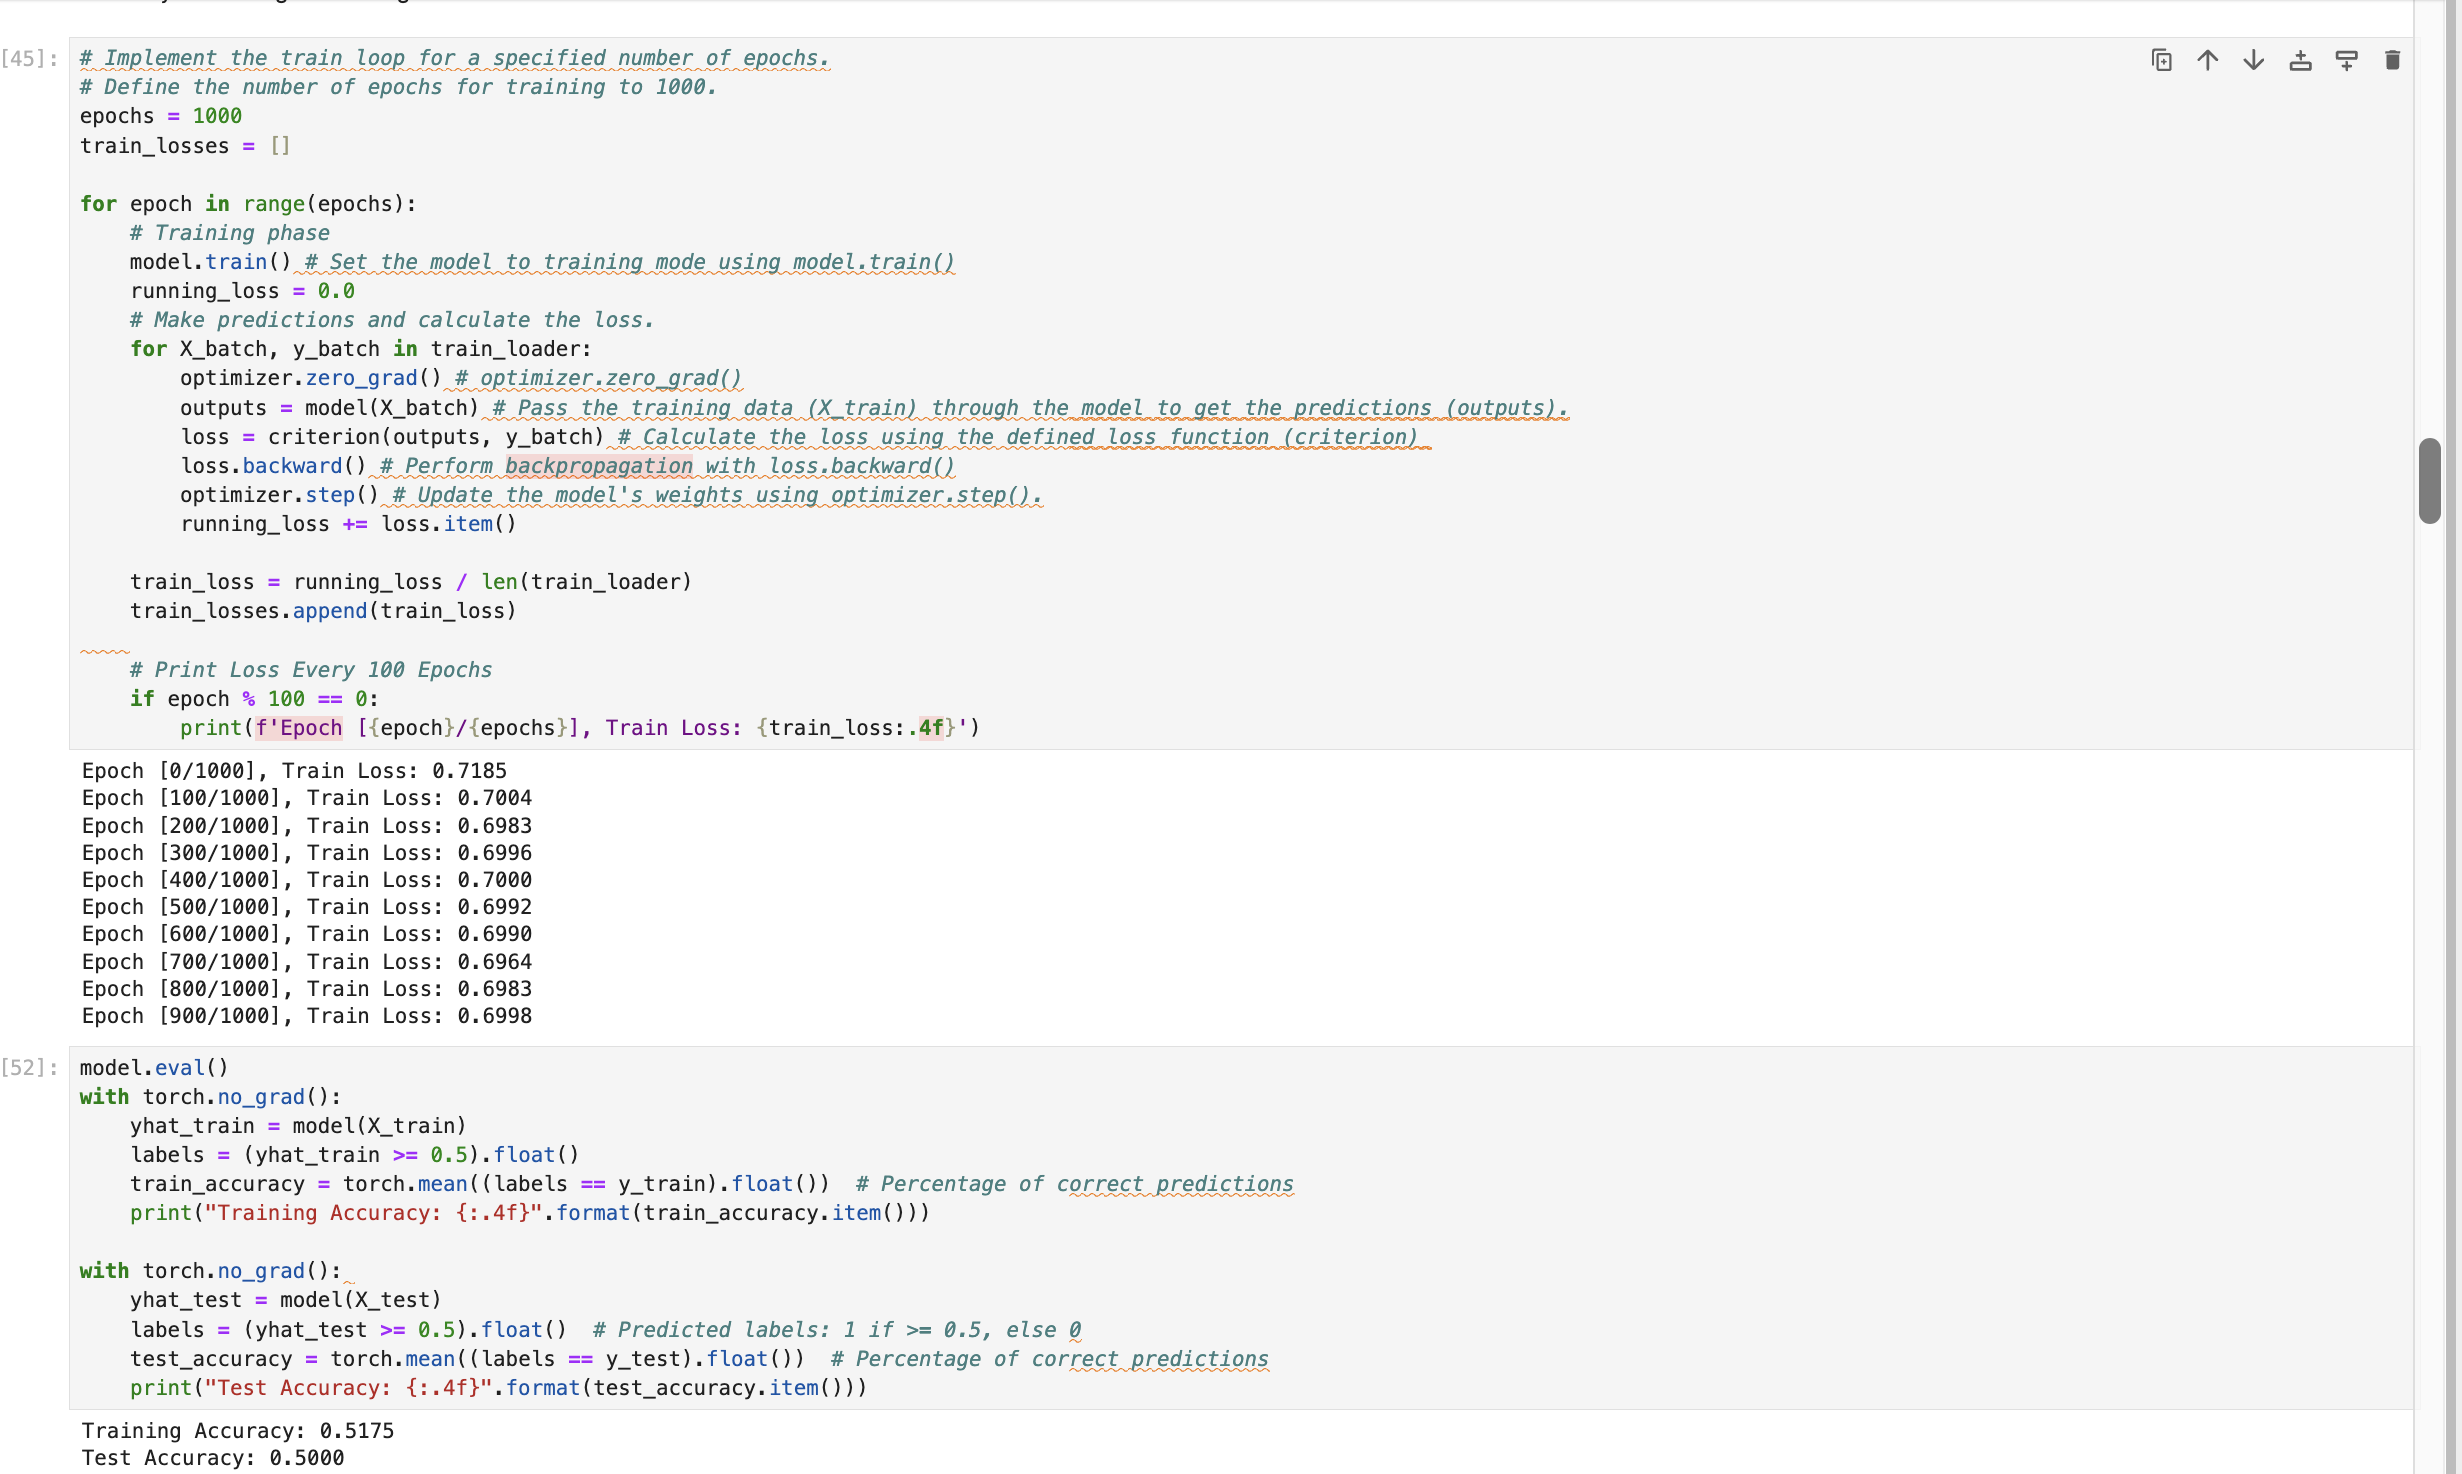 [45]:
# Implement the train loop for a specified number of epochs.
# Define the number of epochs for training to 1000.
epochs = 1000
train_losses = []
for epoch in range(epochs):
    # Training phase
    model.train() # Set the model to training mode using model.train()
    running_loss = 0.0
    # Make predictions and calculate the loss.
    for X_batch, y_batch in train_loader:
        optimizer.zero_grad() # optimizer.zero_grad()
        outputs = model(X_batch) # Pass the training data (X_train) through the model to get the predictions (outputs).
        loss = criterion(outputs, y_batch) # Calculate the loss using the defined loss function (criterion)
        loss.backward() # Perform backpropagation with loss.backward()
        optimizer.step() # Update the model's weights using optimizer.step().
        running_loss += loss.item()
    train_loss = running_loss / len(train_loader)
    train_losses.append(train_loss)
    # Print Loss Every 100 Epochs
    if epoch % 100 == 0:
        print(f'Epoch [{epoch}/{epochs}], Train Loss: {train_loss:.4f}')
Epoch [0/1000], Train Loss: 0.7185
Epoch [100/1000], Train Loss: 0.7004
Epoch [200/1000], Train Loss: 0.6983
Epoch [300/1000], Train Loss: 0.6996
Epoch [400/1000], Train Loss: 0.7000
Epoch [500/1000], Train Loss: 0.6992
Epoch [600/1000], Train Loss: 0.6990
Epoch [700/1000], Train Loss: 0.6964
Epoch [800/1000], Train Loss: 0.6983
Epoch [900/1000], Train Loss: 0.6998
[52]:
model.eval()
with torch.no_grad():
    yhat_train = model(X_train)
    labels = (yhat_train >= 0.5).float()
    train_accuracy = torch.mean((labels == y_train).float())  # Percentage of correct predictions
    print("Training Accuracy: {:.4f}".format(train_accuracy.item()))
with torch.no_grad():
    yhat_test = model(X_test)
    labels = (yhat_test >= 0.5).float()  # Predicted labels: 1 if >= 0.5, else 0
    test_accuracy = torch.mean((labels == y_test).float())  # Percentage of correct predictions
    print("Test Accuracy: {:.4f}".format(test_accuracy.item()))
Training Accuracy: 0.5175
Test Accuracy: 0.5000